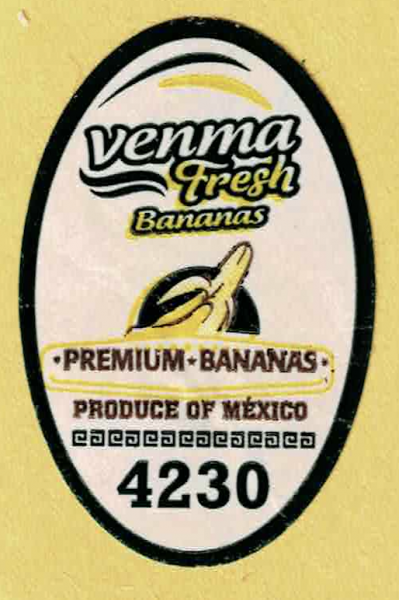 venma
Fresh
Bananas
·PREMIUM★BANANAS·
PRODUCE OF MÉXICO
4230